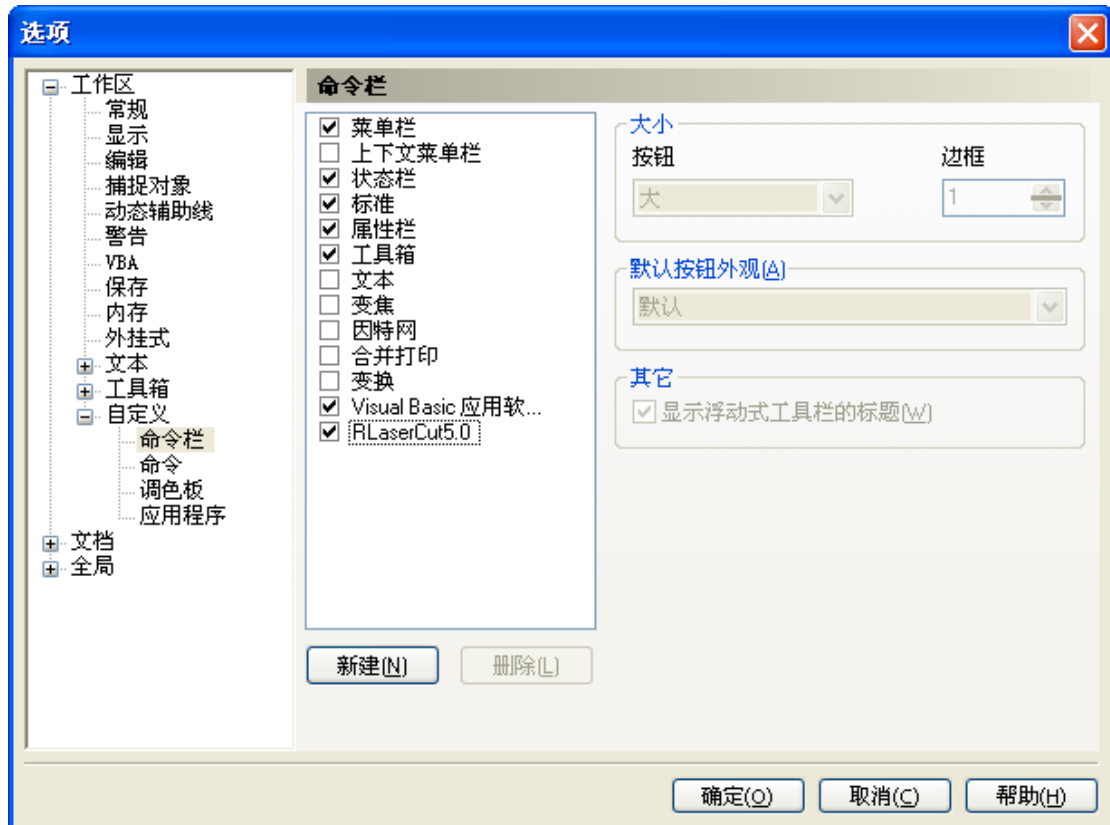 选项
工作区
常规
显示
编辑
捕捉对象
动态辅助线
警告
VBA
保存
内存
外挂式
文本
工具箱
自定义
命令栏
命令
调色板
应用程序
文档
全局
命令栏
菜单栏
上下文菜单栏
状态栏
标准
属性栏
工具箱
文本
变焦
因特网
合并打印
变换
Visual Basic 应用软...
RLaserCut5.0
新建(N)
删除(L)
大小
按钮
边框
大
1
默认按钮外观(A)
默认
其它
显示浮动式工具栏的标题(W)
确定(O)
取消(C)
帮助(H)